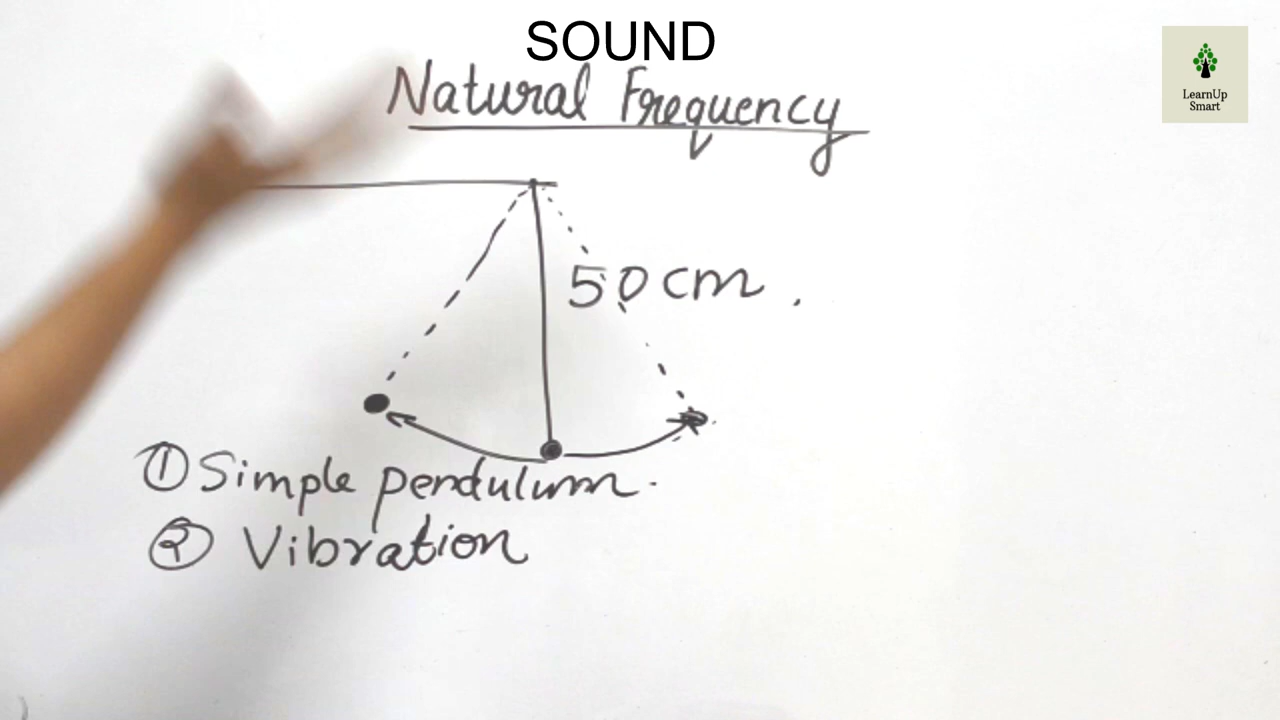 SOUND
Natural Frequency
LearnUp
Smart
50 cm .
① Simple pendulum.
② Vibration